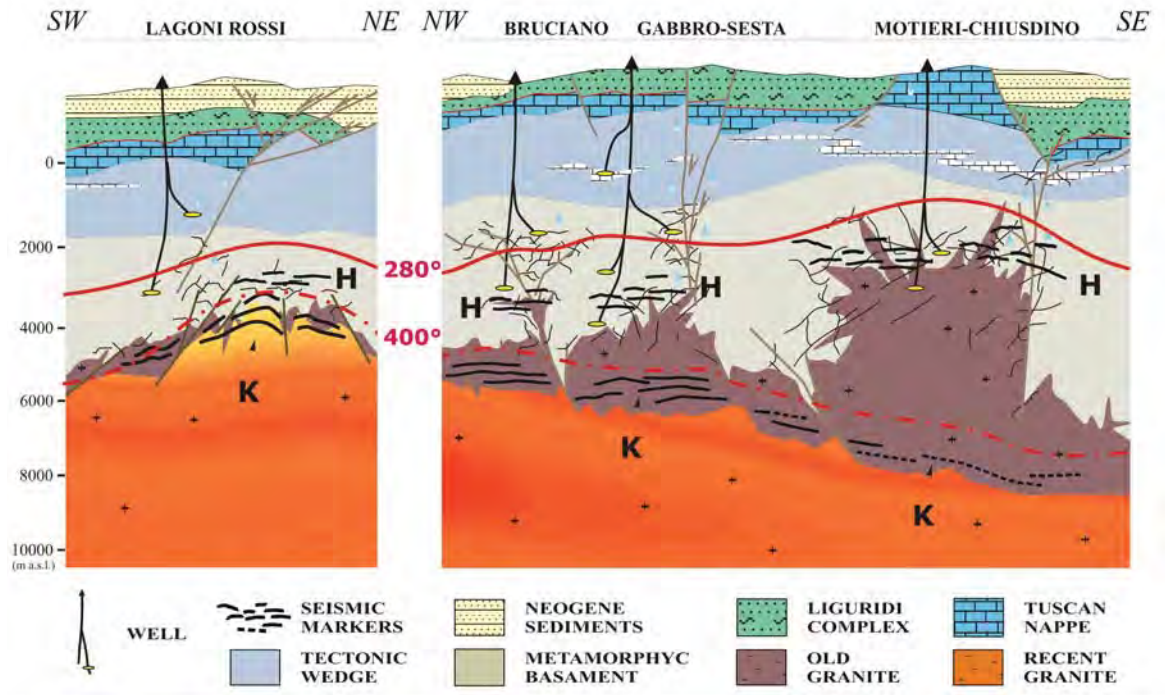 SW LAGONI ROSSI NE NW BRUCIANO GABBRO-SESTA MOTIERI-CHIUSDINO SE
0
2000
280°
H
H
H
H
4000
400°
K
6000
K
8000
K
10000
(m a.s.l.)
WELL
SEISMIC
MARKERS
NEOGENE
SEDIMENTS
LIGURIDI
COMPLEX
TUSCAN
NAPPE
TECTONIC
WEDGE
METAMORPHYC
BASAMENT
OLD
GRANITE
RECENT
GRANITE